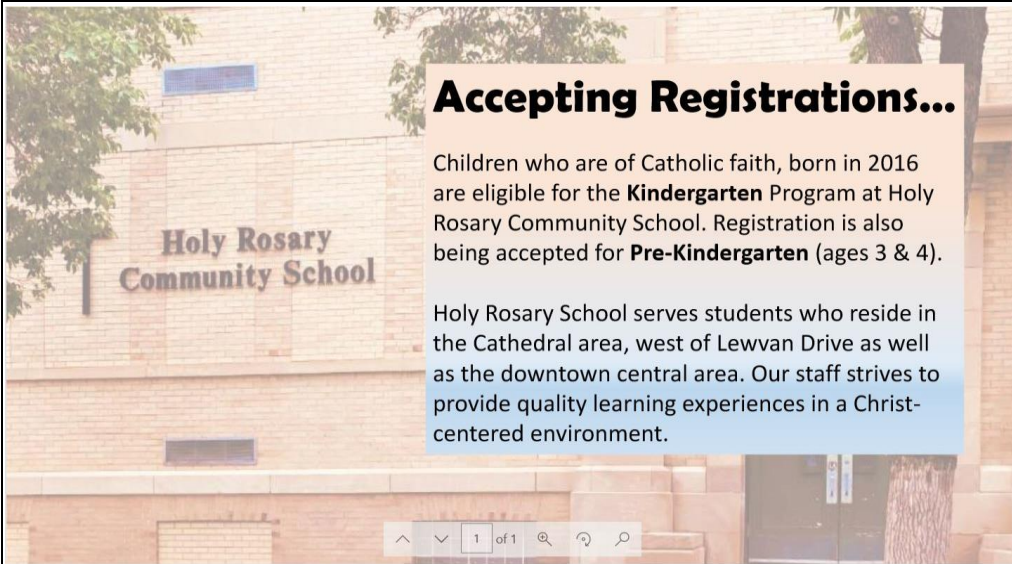 Accepting Registrations...
Children who are of Catholic faith, born in 2016
are eligible for the Kindergarten Program at Holy
Rosary Community School. Registration is also
being accepted for Pre-Kindergarten (ages 3 & 4).
Holy Rosary School serves students who reside in
the Cathedral area, west of Lewvan Drive as well
as the downtown central area. Our staff strives to
provide quality learning experiences in a Christ-
centered environment.
Holy Rosary
Community School
1 of 1